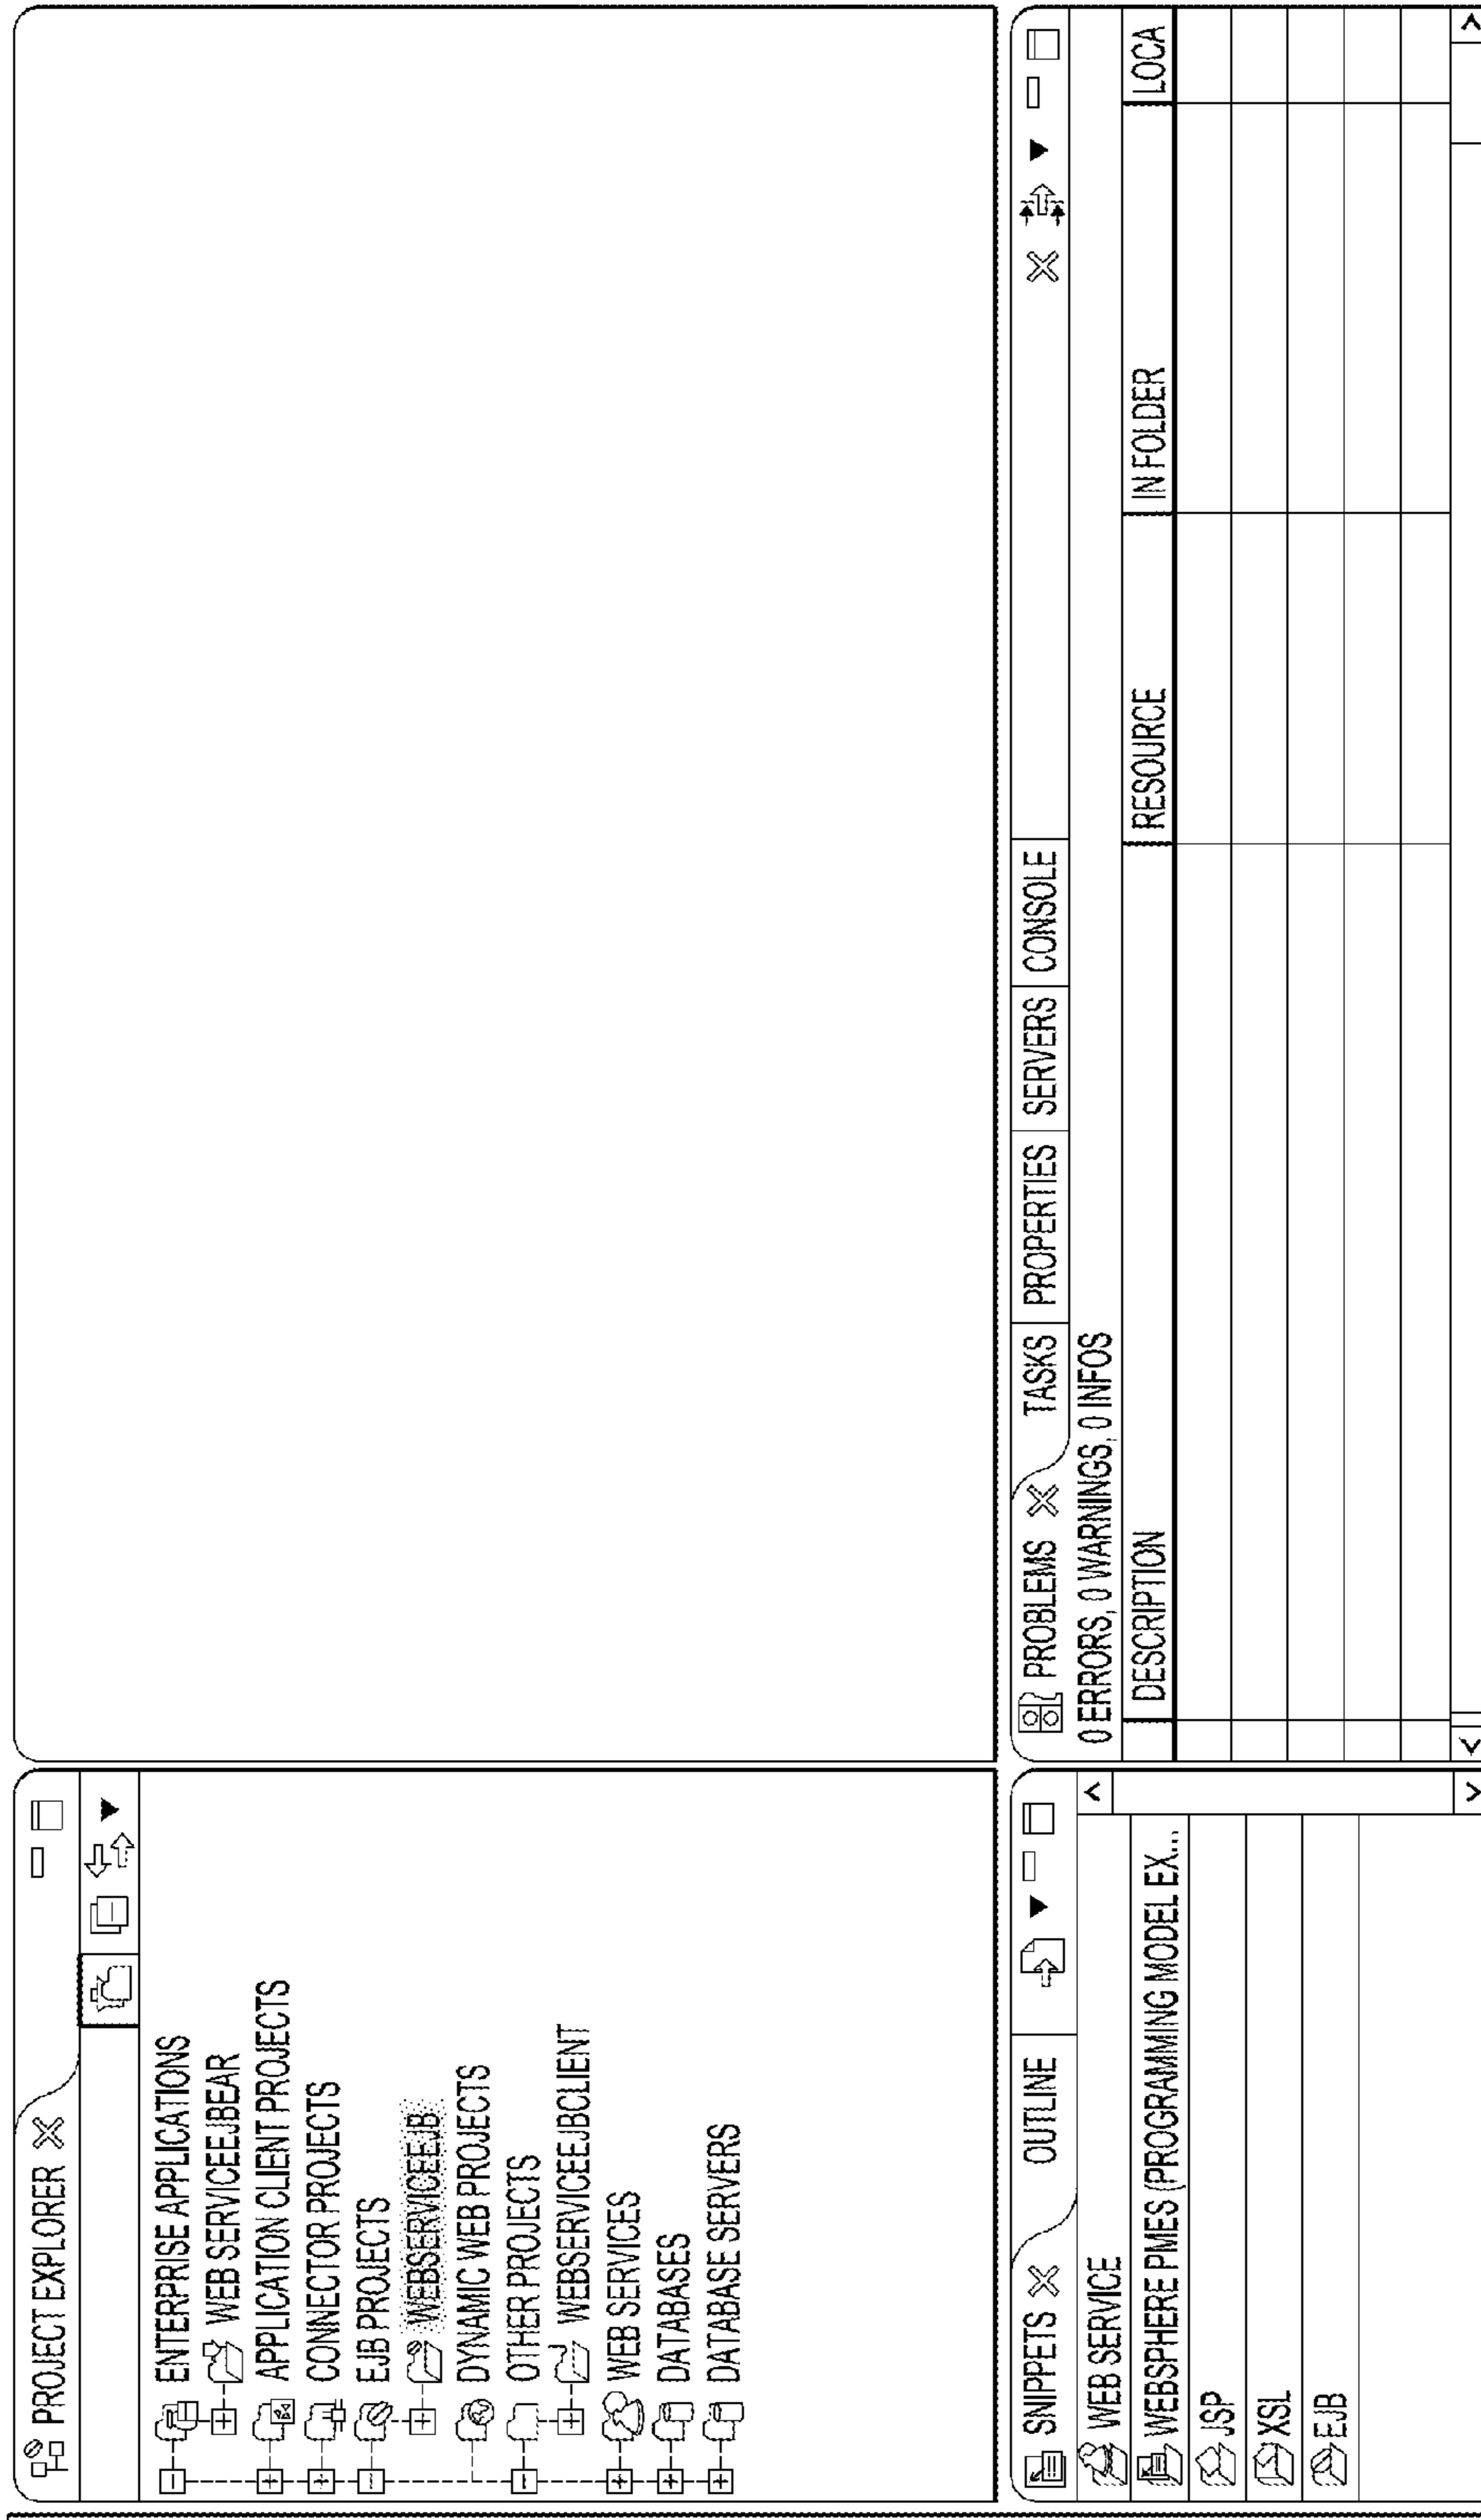 PROJECT EXPLORER
ENTERPRISE APPLICATIONS
WEB SERVICEEJBEAR
APPLICATION CLIENT PROJECTS
CONNECTOR PROJECTS
EJB PROJECTS
WEBSERVICEEJB
DYNAMIC WEB PROJECTS
OTHER PROJECTS
WEBSERVICEEJBCLIENT
WEB SERVICES
DATABASES
DATABASE SERVERS
SNIPPETS OUTLINE
WEB SERVICE
WEBSPHERE PMES (PROGRAMMING MODEL EX...
JSP
XSL
EJB
PROBLEMS TASKS PROPERTIES SERVERS CONSOLE
0 ERRORS, 0 WARNINGS, 0 INFOS
DESCRIPTION RESOURCE IN FOLDER LOCA